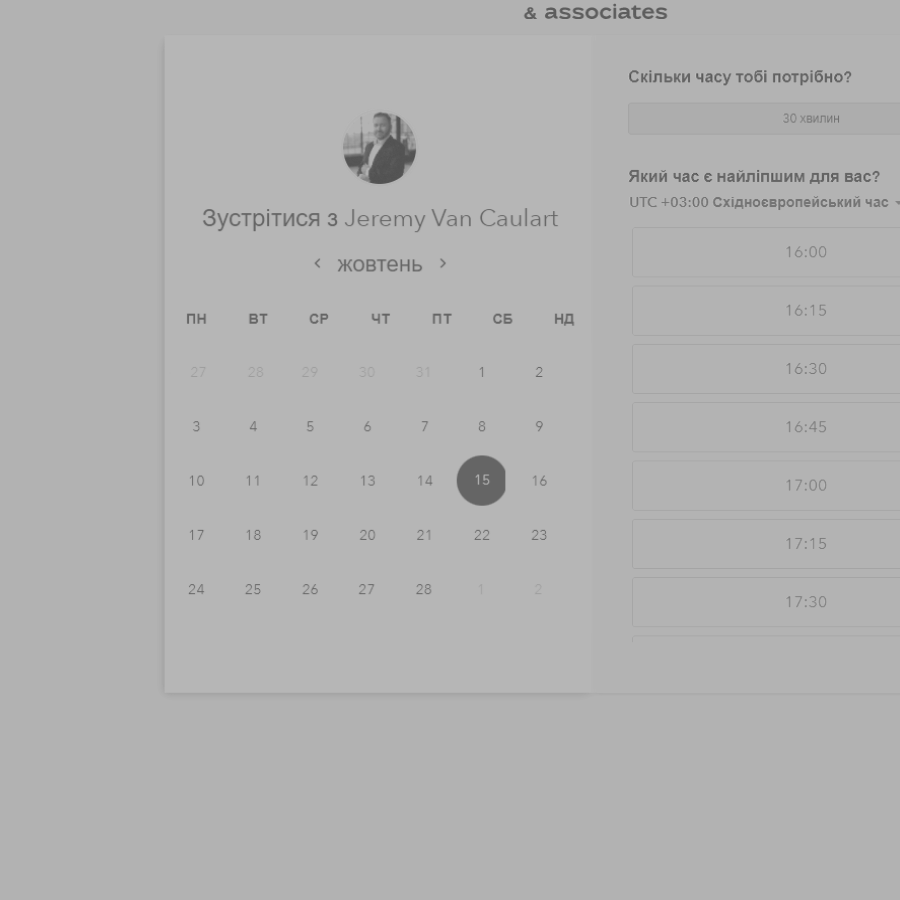 & associates
Зустрітися з Jeremy Van Caulart
жовтень
ПН ВТ СР ЧТ ПТ СБ НД
27 28 29 30 31 1 2
3 4 5 6 7 8 9
10 11 12 13 14 15 16
17 18 19 20 21 22 23
24 25 26 27 28 1 2
Скільки часу тобі потрібно?
30 хвилин
Який час є найліпшим для вас?
UTC +03:00 Східноєвропейський час
16:00
16:15
16:30
16:45
17:00
17:15
17:30